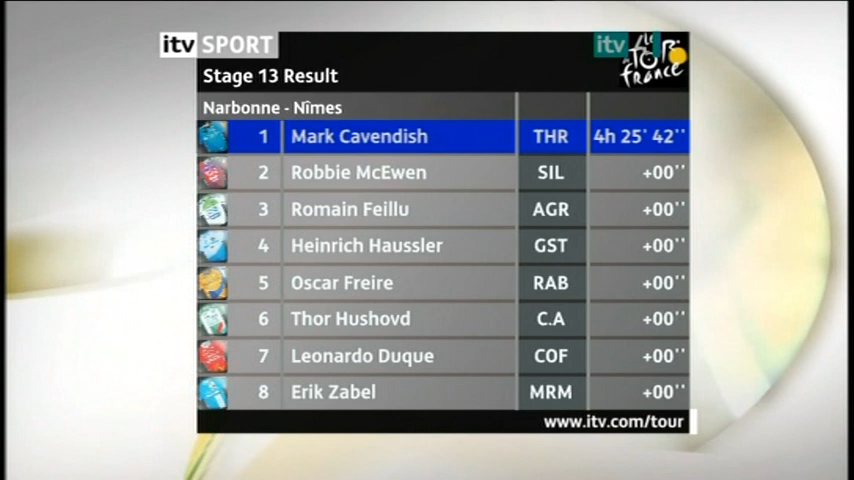 itv SPORT
itv
le TOUR de france
Stage 13 Result
Narbonne - Nîmes
1 Mark Cavendish THR 4h 25' 42''
2 Robbie McEwen SIL +00''
3 Romain Feillu AGR +00''
4 Heinrich Haussler GST +00''
5 Oscar Freire RAB +00''
6 Thor Hushovd C.A +00''
7 Leonardo Duque COF +00''
8 Erik Zabel MRM +00''
www.itv.com/tour